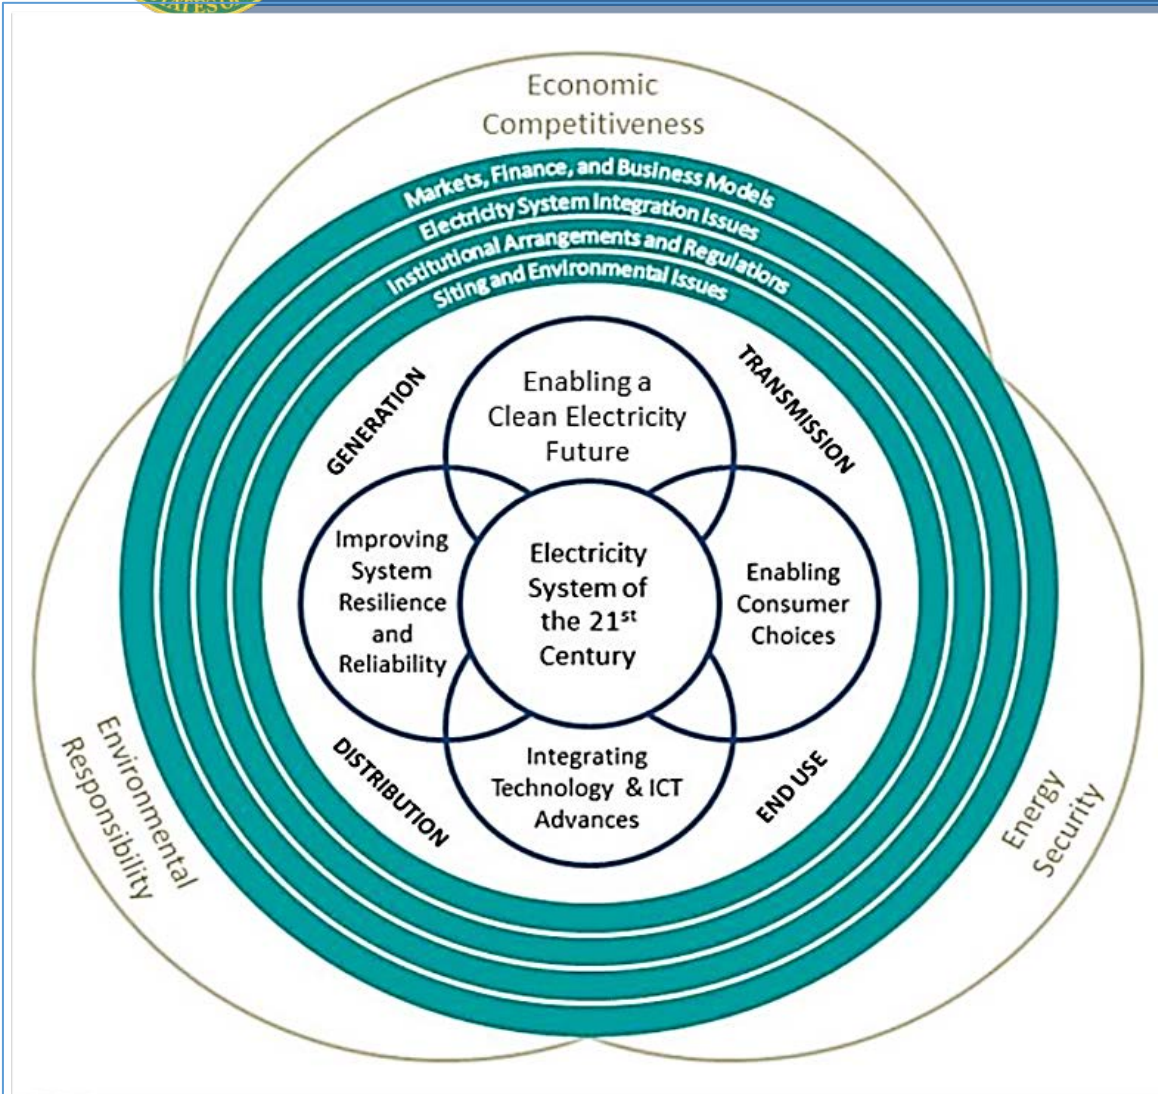 ATES O
Economic
Competitiveness
Markets, Finance, and Business Models
Electricity System Integration Issues
Institutional Arrangements and Regulations
Siting and Environmental Issues
GENERATION
TRANSMISSION
Enabling a
Clean Electricity
Future
Improving
System
Resilience
and
Reliability
Electricity
System of
the 21st
Century
Enabling
Consumer
Choices
Integrating
Technology & ICT
Advances
DISTRIBUTION
END USE
Environmental
Responsibility
Energy
Security